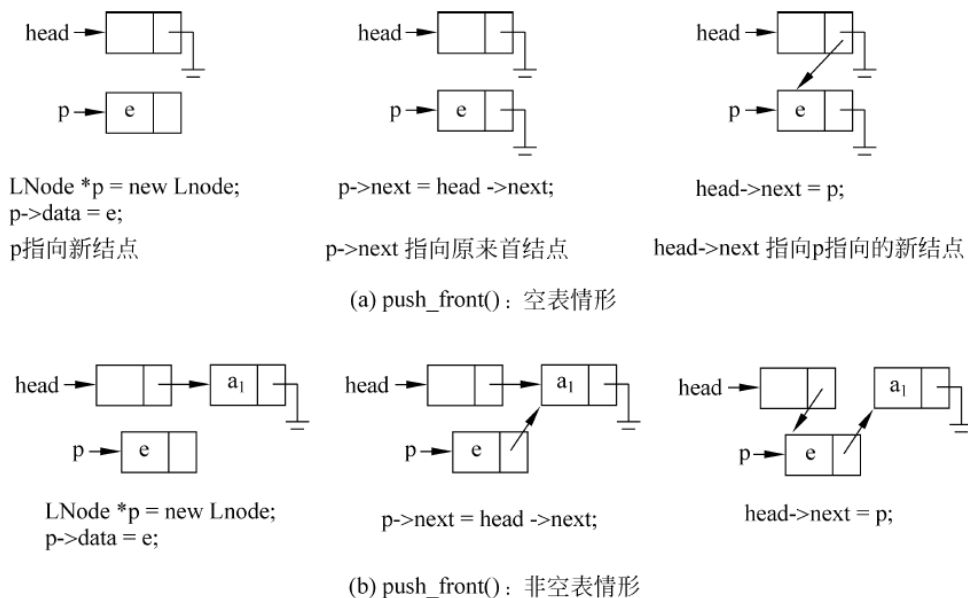 head
head
head
p
e
p
e
p
e
LNode *p = new Lnode;
p->data = e;
p->next = head ->next;
head->next = p;
p指向新结点
p->next 指向原来首结点
head->next 指向p指向的新结点
(a) push_front()：空表情形
head
a1
head
a1
head
a1
p
e
p
e
p
e
LNode *p = new Lnode;
p->data = e;
p->next = head ->next;
head->next = p;
(b) push_front()：非空表情形